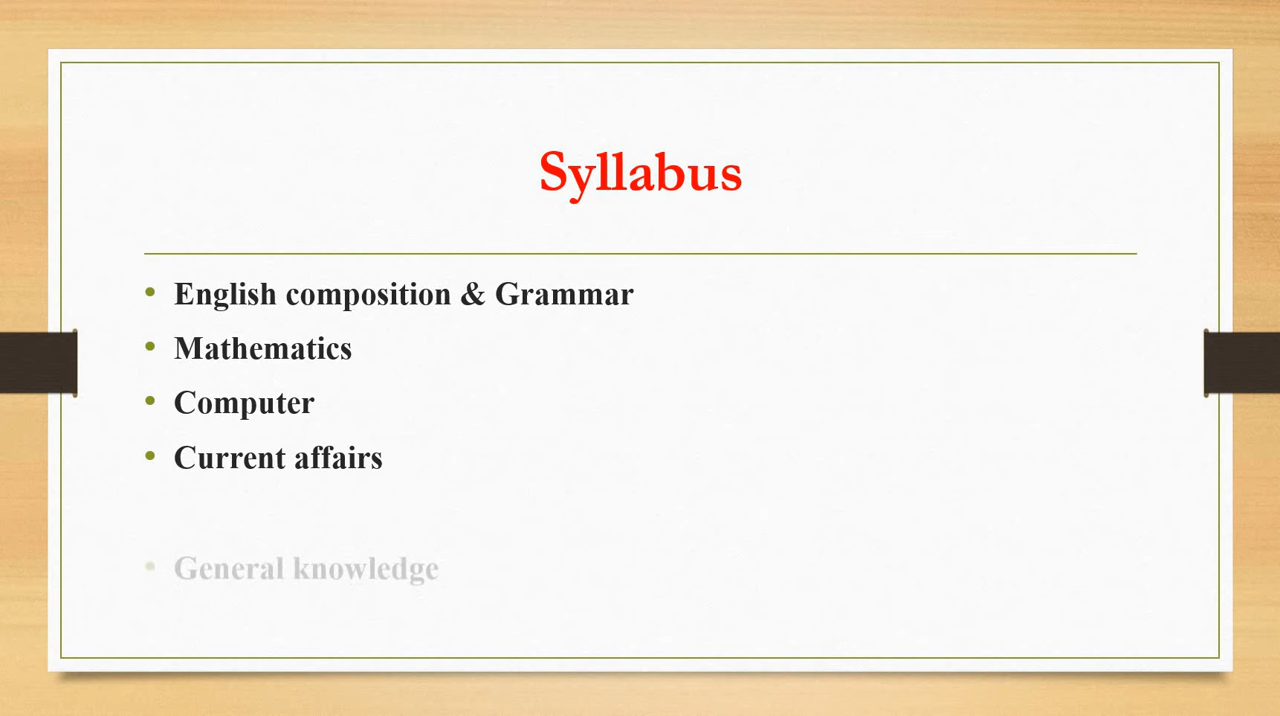 Syllabus
• English composition & Grammar
• Mathematics
• Computer
• Current affairs
• General knowledge